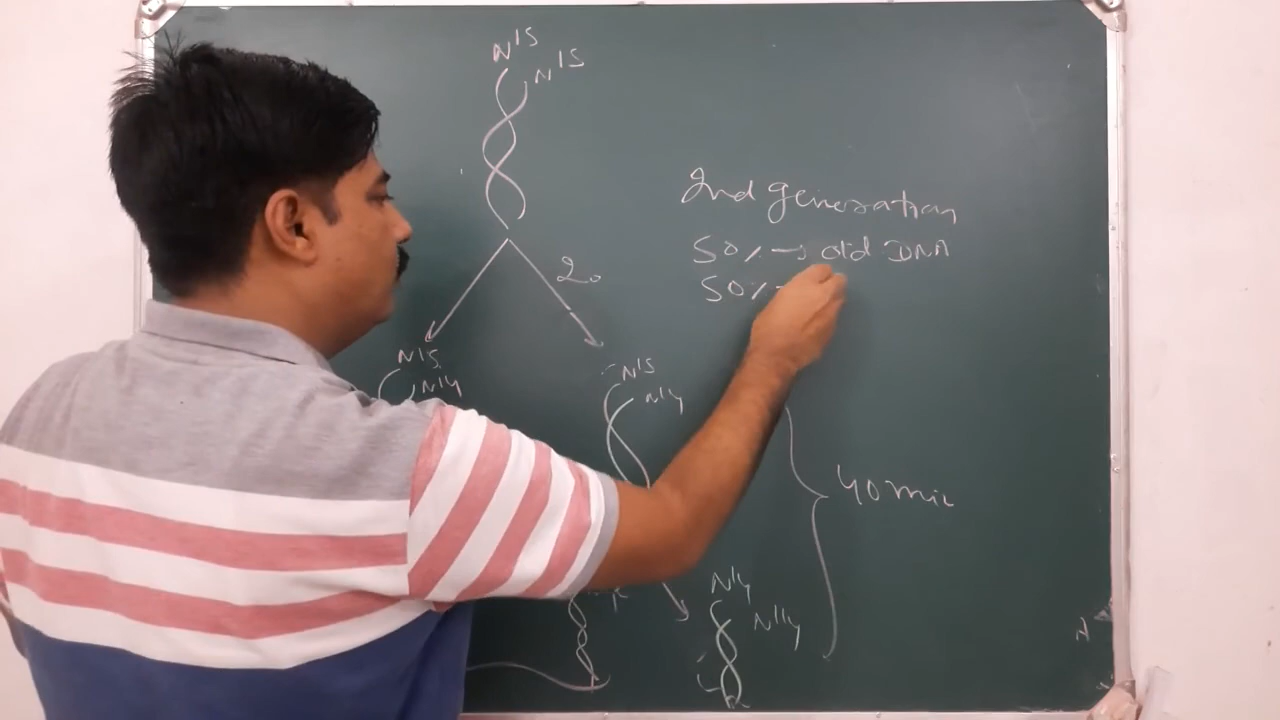 N15
N15
2nd generation
50% → old DNA
50%
20
N15
N14
N15
N14
40 min
N14
N14